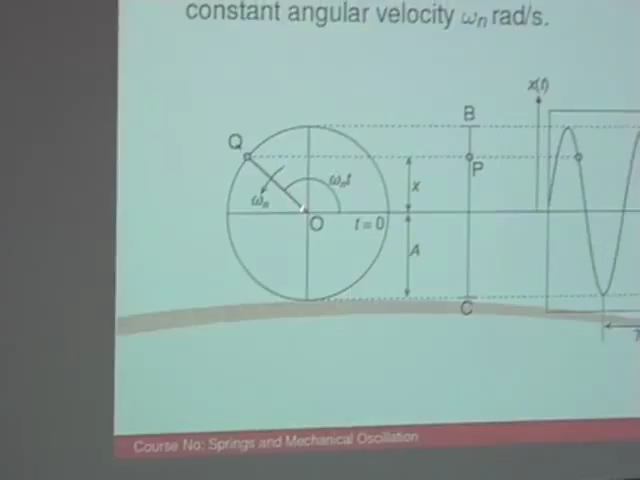 constant angular velocity ωn rad/s.
x(t)
B
Q
P
ωnt
x
ωn
O
t = 0
A
C
Course No: Springs and Mechanical Oscillation